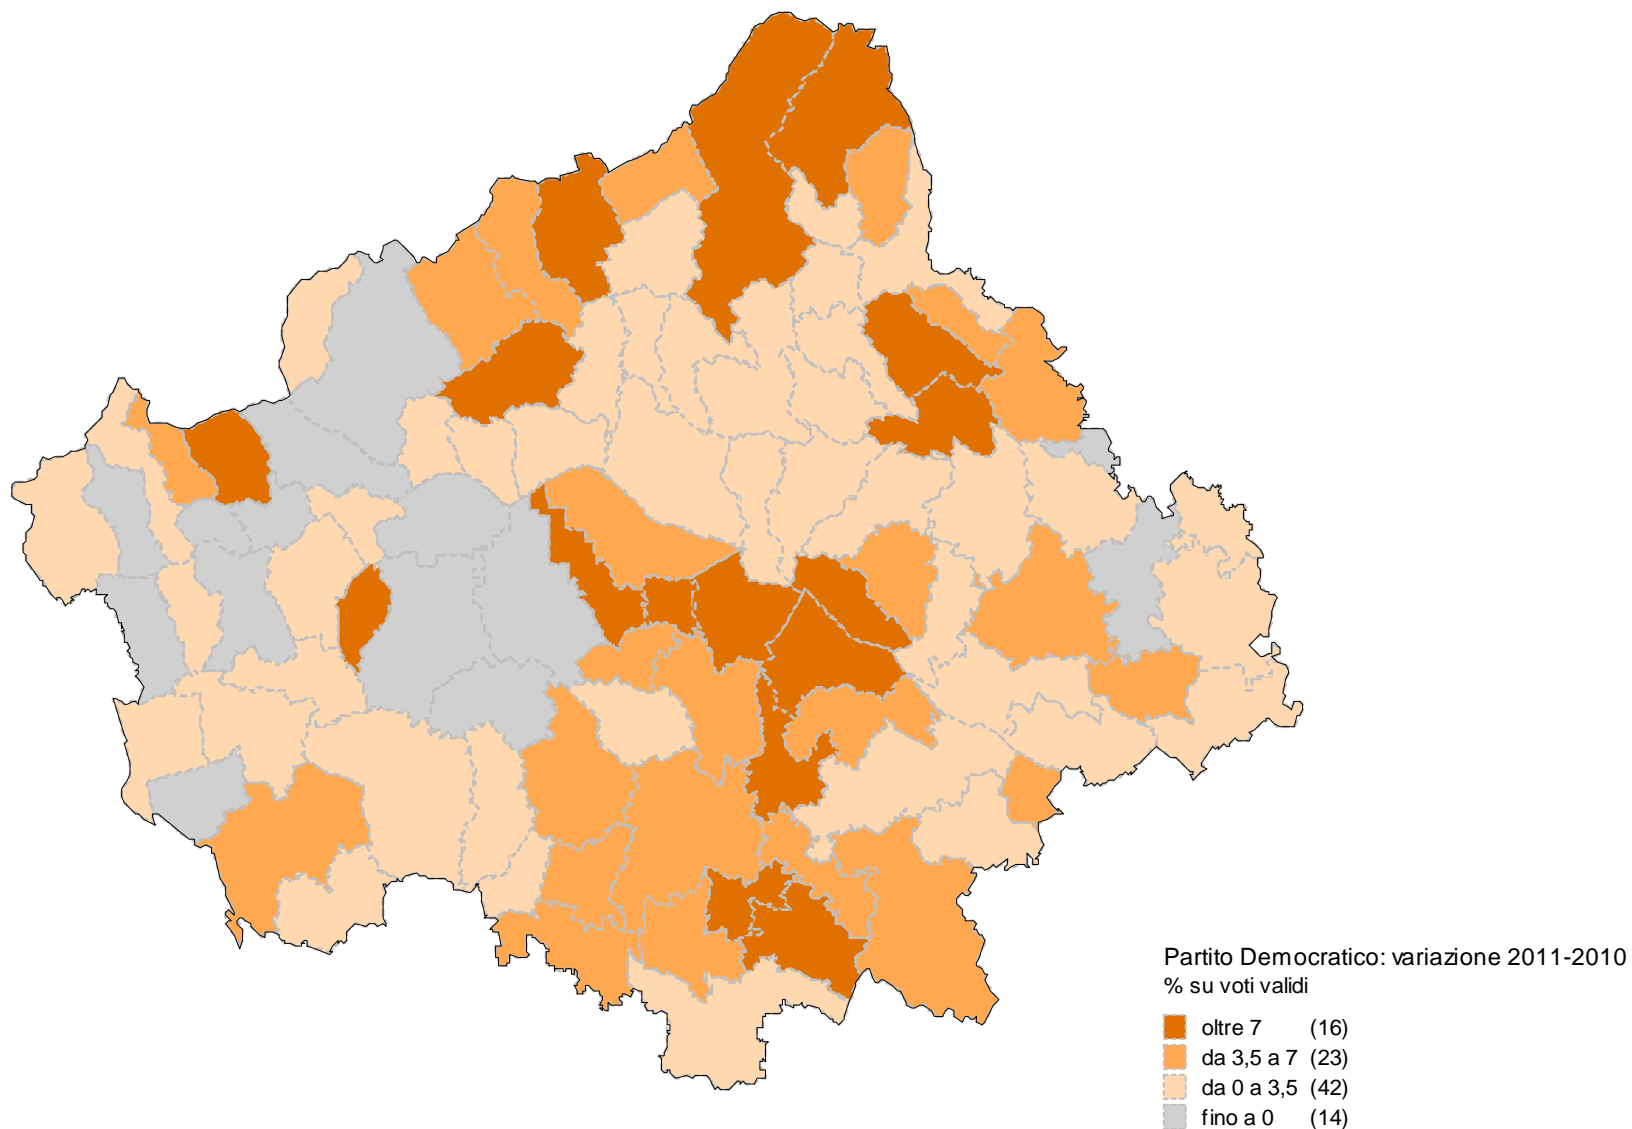 Partito Democratico: variazione 2011-2010
% su voti validi
oltre 7 (16)
da 3,5 a 7 (23)
da 0 a 3,5 (42)
fino a 0 (14)